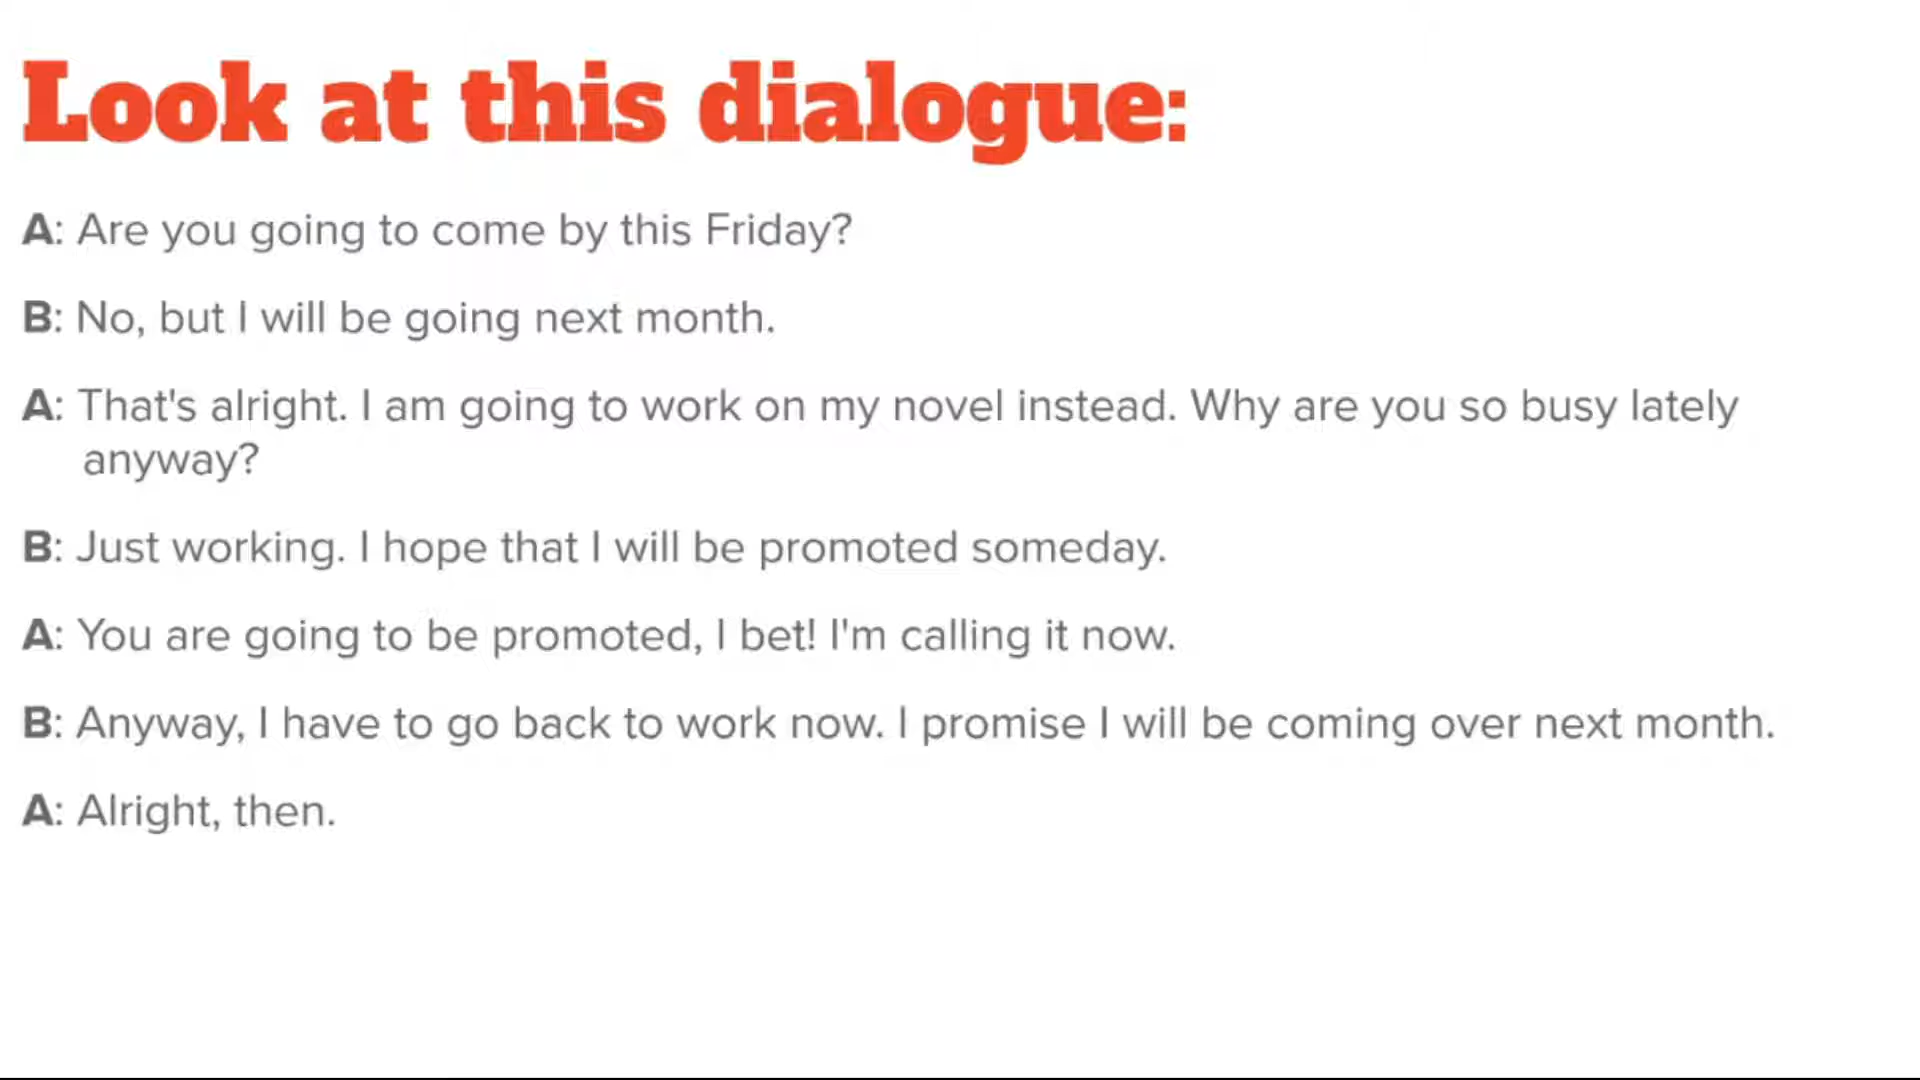 Look at this dialogue:
A: Are you going to come by this Friday?
B: No, but I will be going next month.
A: That's alright. I am going to work on my novel instead. Why are you so busy lately
anyway?
B: Just working. I hope that I will be promoted someday.
A: You are going to be promoted, I bet! I'm calling it now.
B: Anyway, I have to go back to work now. I promise I will be coming over next month.
A: Alright, then.